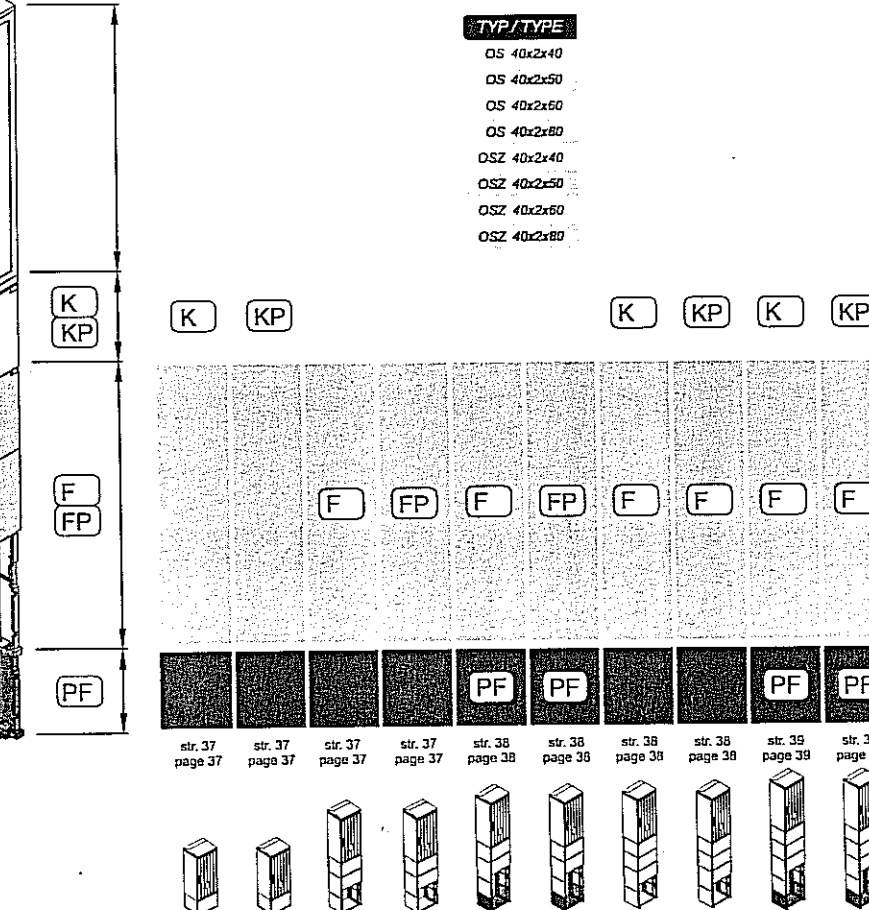 TYP/TYPE
OS 40x2x40
OS 40x2x50
OS 40x2x60
OS 40x2x80
OSZ 40x2x40
OSZ 40x2x50
OSZ 40x2x60
OSZ 40x2x80
K
KP
K KP K KP K KP
F
FP
F FP F FP F F F F
PF
PF PF PF PF
str. 37 str. 37 str. 37 str. 37 str. 38 str. 38 str. 38 str. 38 str. 39 str. 3
page 37 page 37 page 37 page 37 page 38 page 38 page 38 page 38 page 39 page